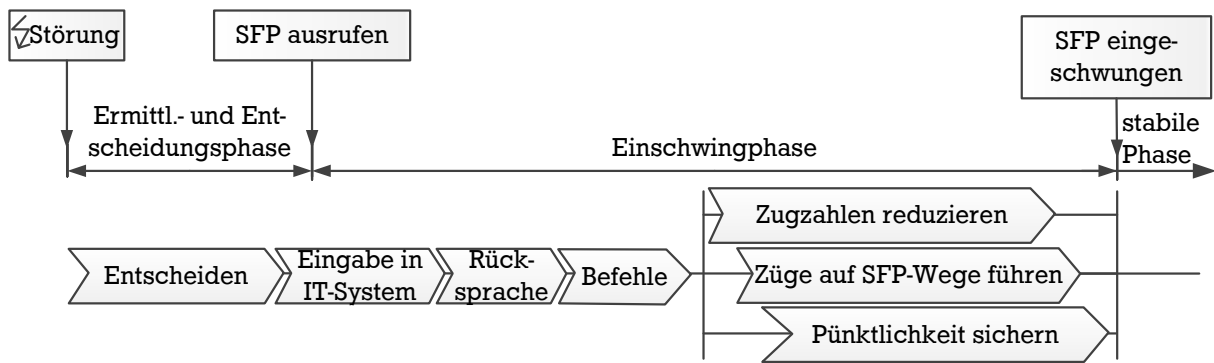 Störung
SFP ausrufen
SFP einge-
schwungen
Ermittl.- und Ent-
scheidungsphase
Einschwingphase
stabile
Phase
Entscheiden
Eingabe in
IT-System
Rück-
sprache
Befehle
Zugzahlen reduzieren
Züge auf SFP-Wege führen
Pünktlichkeit sichern